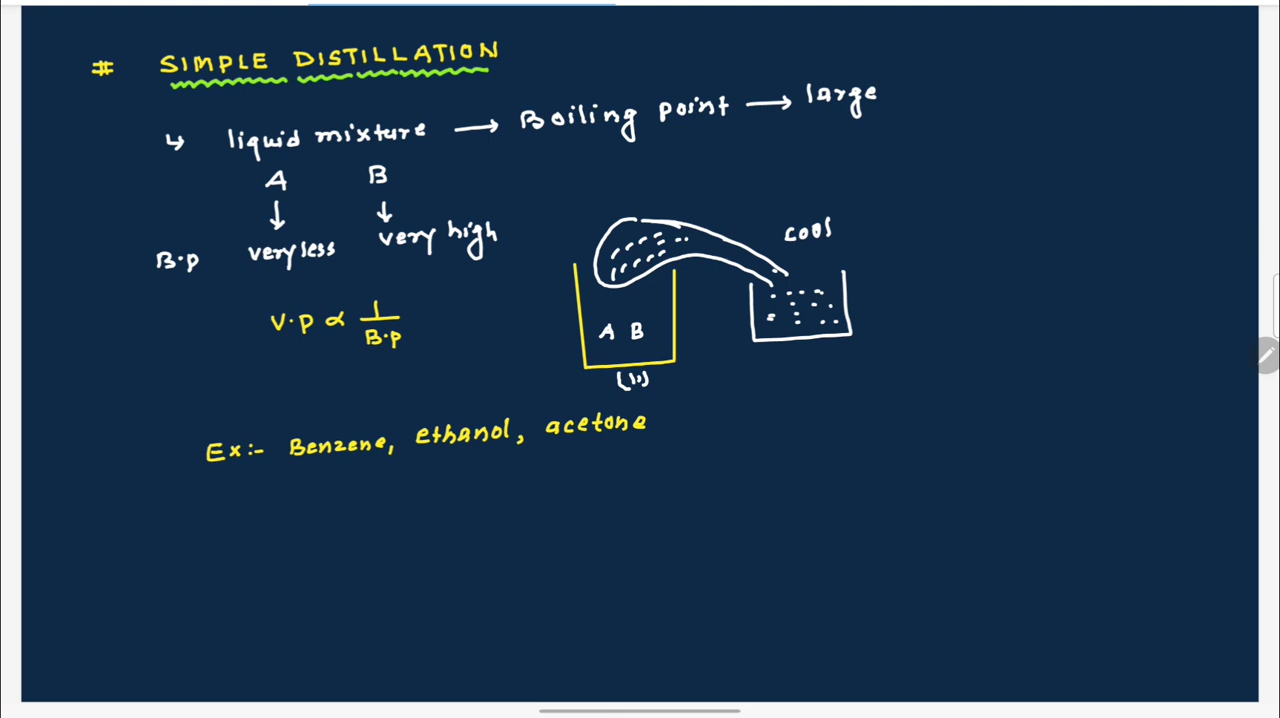 # SIMPLE DISTILLATION
↳ liquid mixture → Boiling point → large
A B
↓ ↓
B.p very less very high
cool
V.p ∝ 1/B.p
A B
(l)
Ex:- Benzene, ethanol, acetone